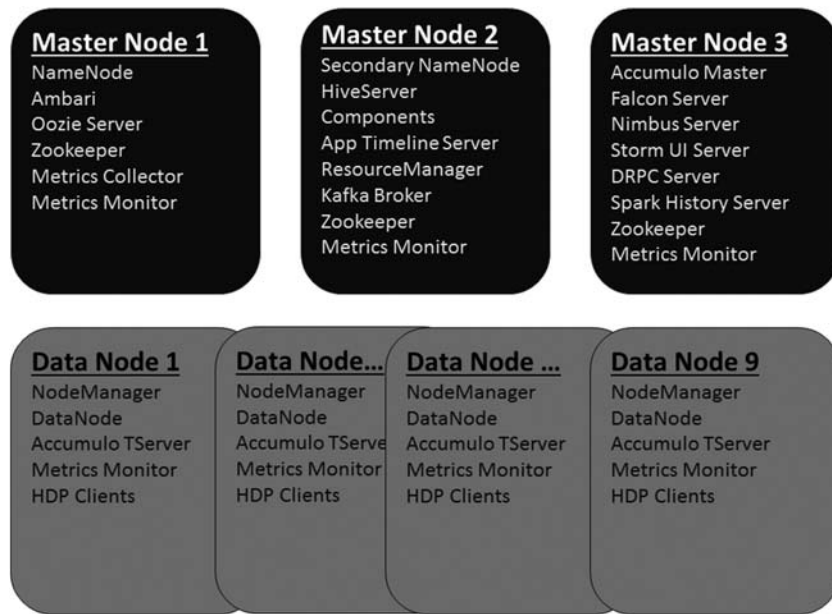 Master Node 1
NameNode
Ambari
Oozie Server
Zookeeper
Metrics Collector
Metrics Monitor
Master Node 2
Secondary NameNode
HiveServer
Components
App Timeline Server
ResourceManager
Kafka Broker
Zookeeper
Metrics Monitor
Master Node 3
Accumulo Master
Falcon Server
Nimbus Server
Storm UI Server
DRPC Server
Spark History Server
Zookeeper
Metrics Monitor
Data Node 1
NodeManager
DataNode
Accumulo TServer
Metrics Monitor
HDP Clients
Data Node...
NodeManager
DataNode
Accumulo TServe
Metrics Monitor
HDP Clients
Data Node ...
NodeManager
DataNode
Accumulo TServer
Metrics Monitor
HDP Clients
Data Node 9
NodeManager
DataNode
Accumulo TServer
Metrics Monitor
HDP Clients